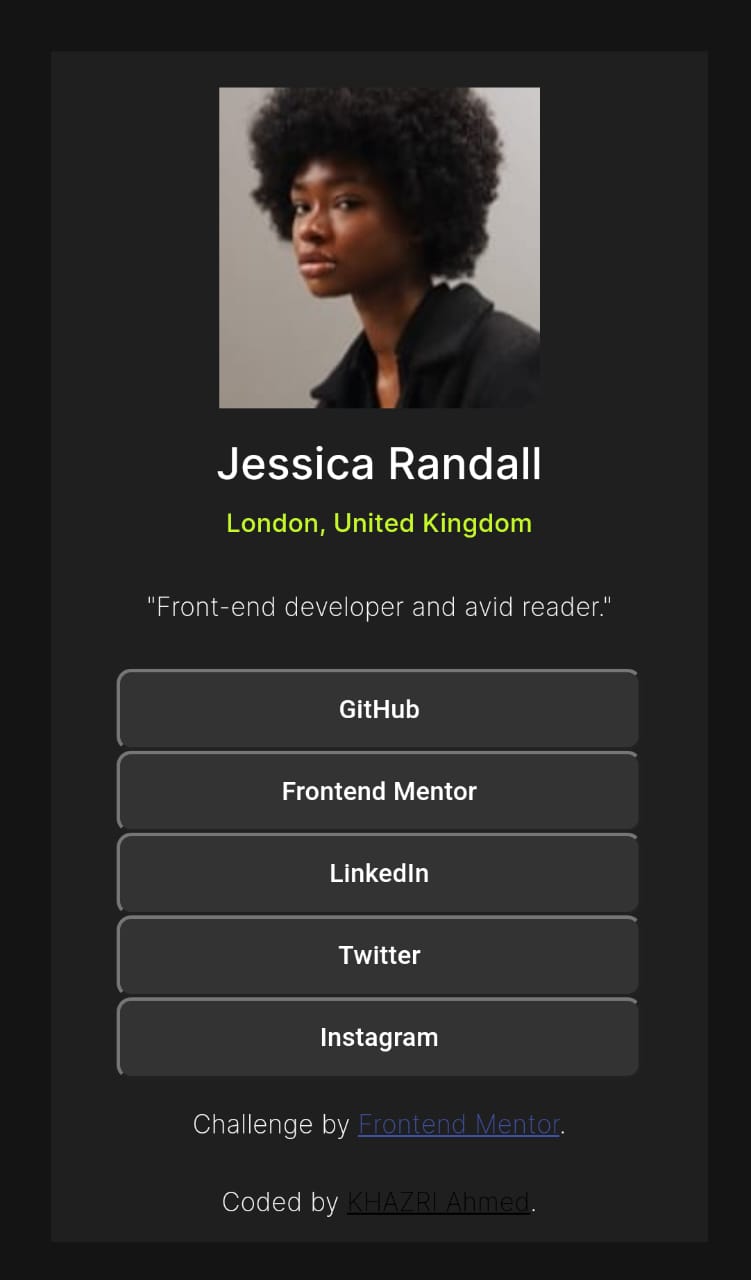 Jessica Randall
London, United Kingdom
"Front-end developer and avid reader."
GitHub
Frontend Mentor
LinkedIn
Twitter
Instagram
Challenge by Frontend Mentor.
Coded by KHAZRI Ahmed.